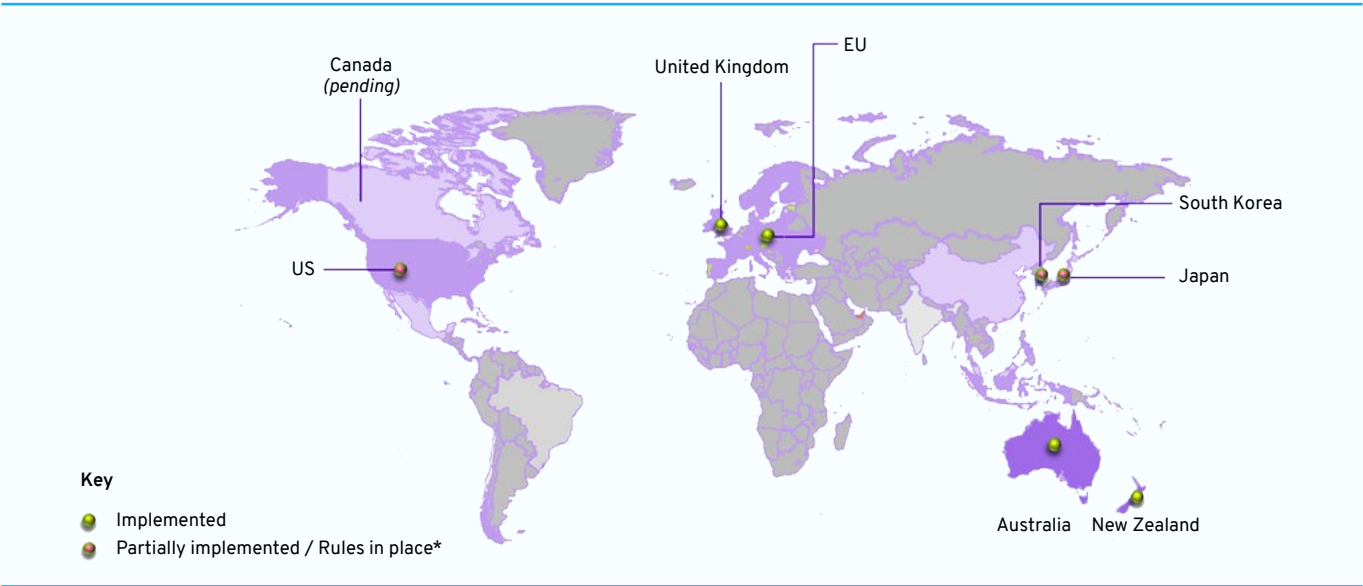 EU
Canada
(pending)
United Kingdom
South Korea
US
Japan
Key
Implemented
Australia New Zealand
Partially implemented / Rules in place*